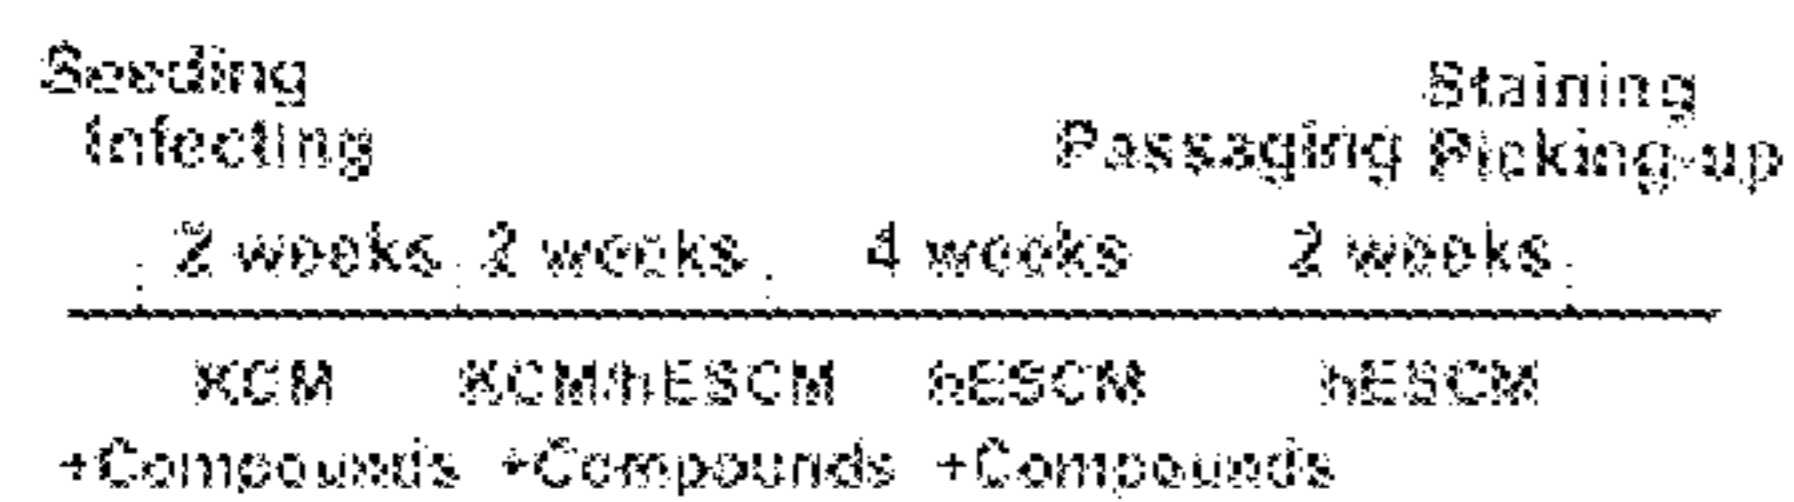 Seeding
Infecting
Staining
Passaging Picking-up
2 weeks 2 weeks 4 weeks 2 weeks
KCM KCM/hESCM hESCM hESCM
+Compounds +Compounds +Compounds